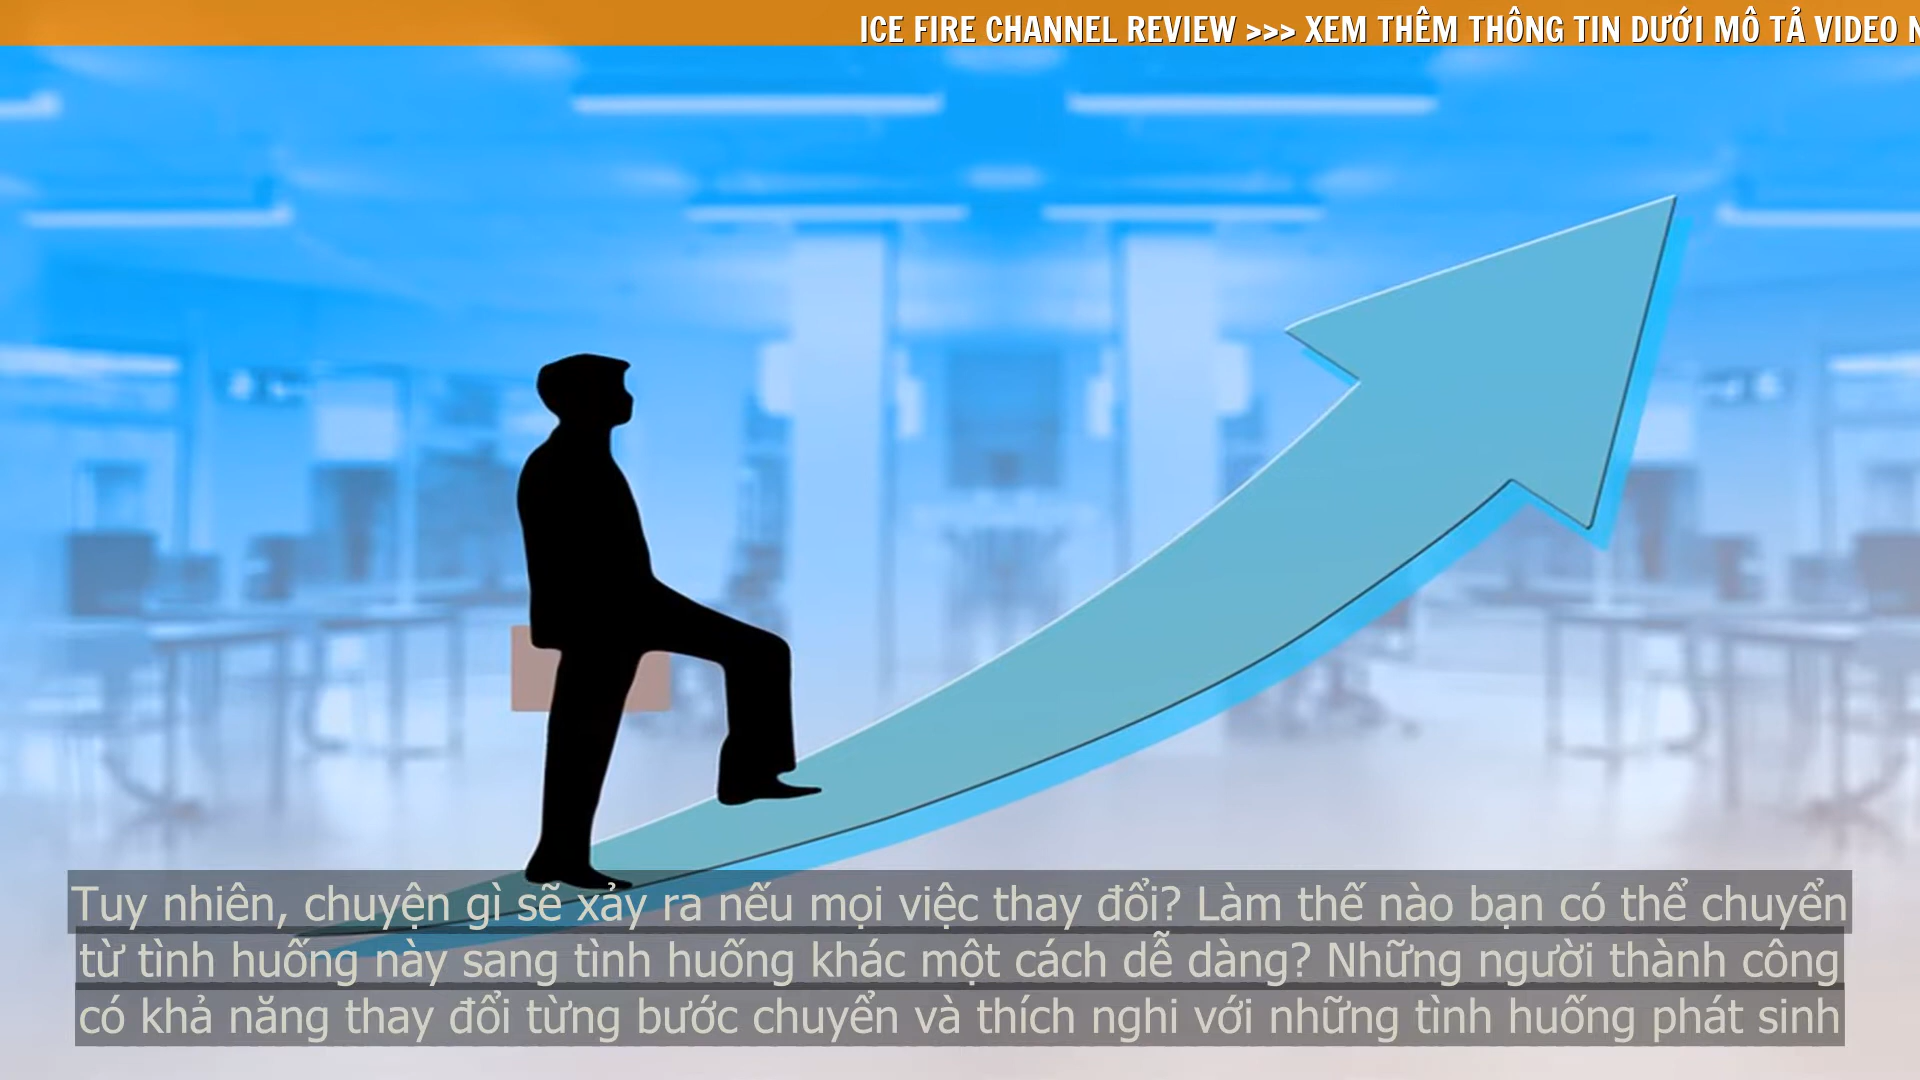 ICE FIRE CHANNEL REVIEW >>> XEM THÊM THÔNG TIN DƯỚI MÔ TẢ VIDEO
Tuy nhiên, chuyện gì sẽ xảy ra nếu mọi việc thay đổi? Làm thế nào bạn có thể chuyển
từ tình huống này sang tình huống khác một cách dễ dàng? Những người thành công
có khả năng thay đổi từng bước chuyển và thích nghi với những tình huống phát sinh